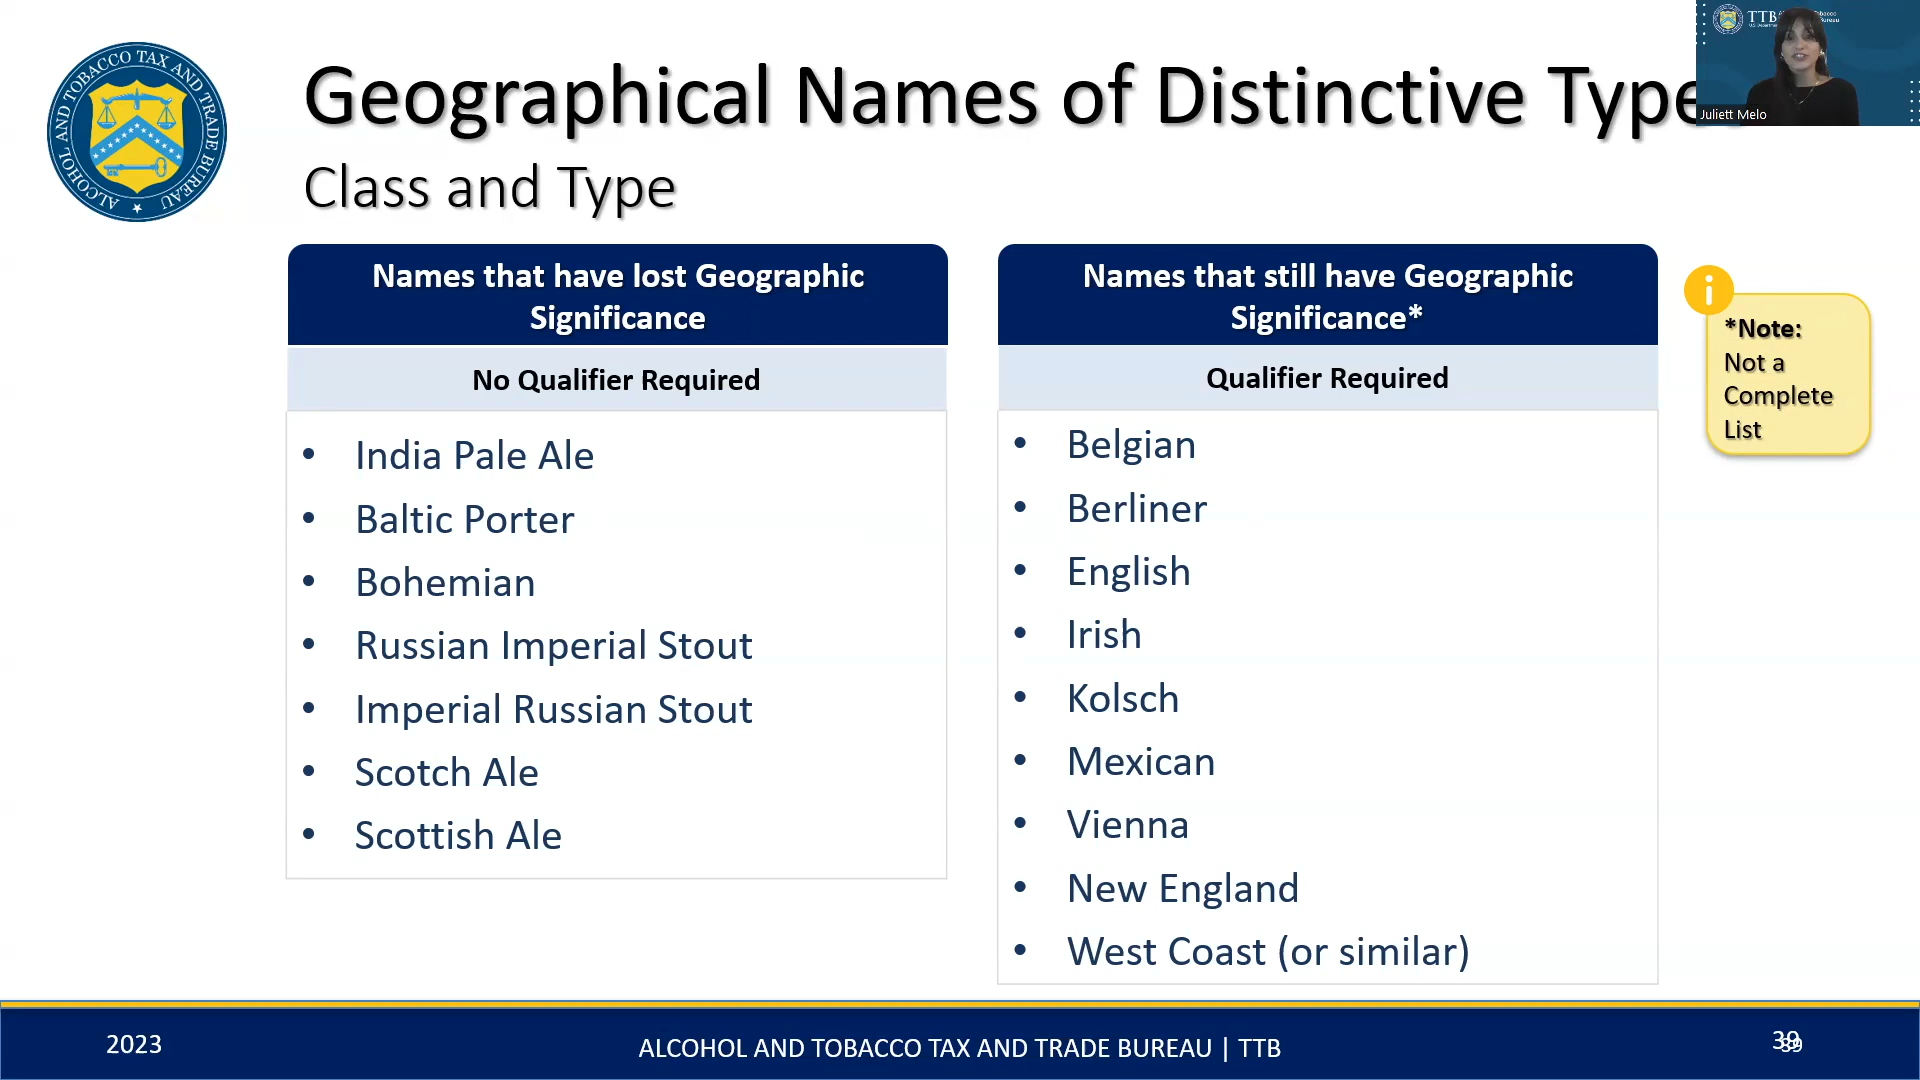 ALCOHOL AND TOBACCO TAX AND TRADE BUREAU
Geographical Names of Distinctive Type
Class and Type
TTB
Juliett Melo
Names that have lost Geographic
Significance
No Qualifier Required
• India Pale Ale
• Baltic Porter
• Bohemian
• Russian Imperial Stout
• Imperial Russian Stout
• Scotch Ale
• Scottish Ale
Names that still have Geographic
Significance*
Qualifier Required
• Belgian
• Berliner
• English
• Irish
• Kolsch
• Mexican
• Vienna
• New England
• West Coast (or similar)
*Note:
Not a
Complete
List
2023
ALCOHOL AND TOBACCO TAX AND TRADE BUREAU | TTB
39
39